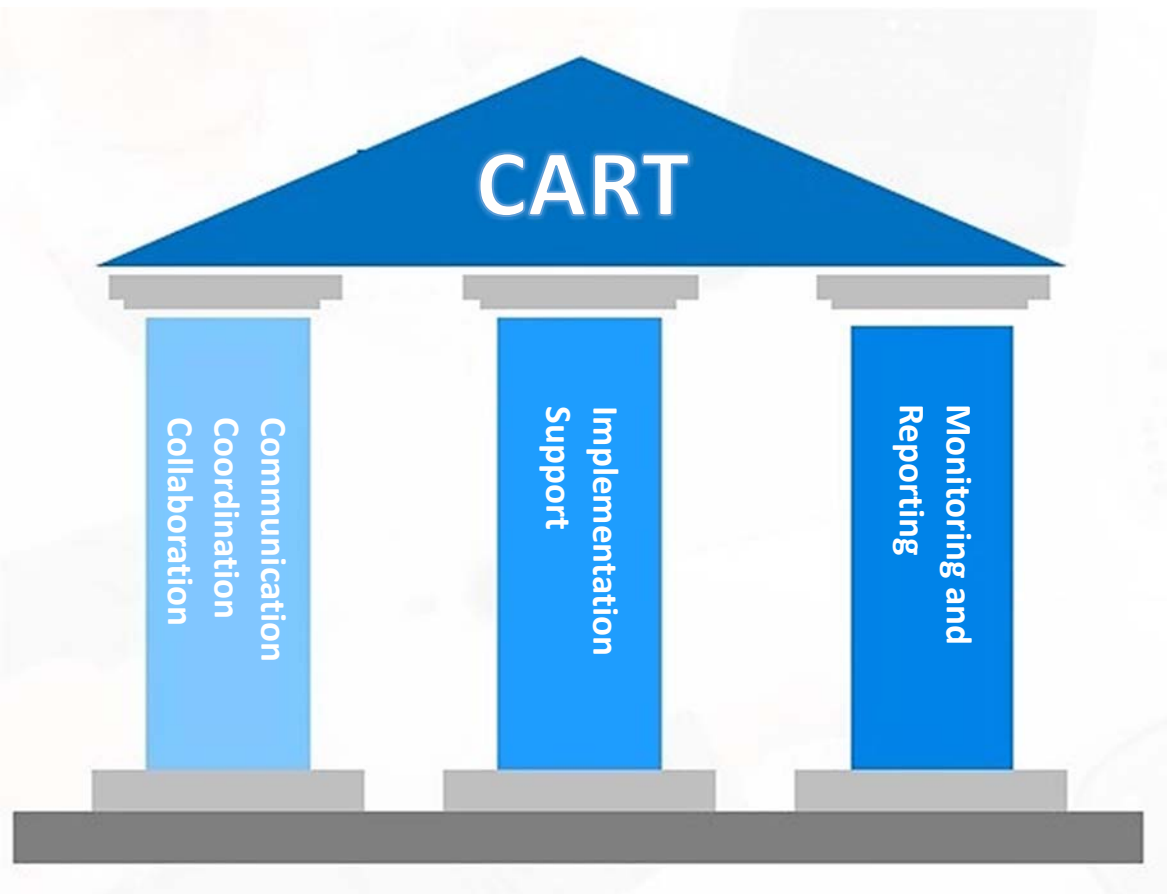 CART
Communication
Coordination
Collaboration
Implementation
Support
Monitoring and
Reporting